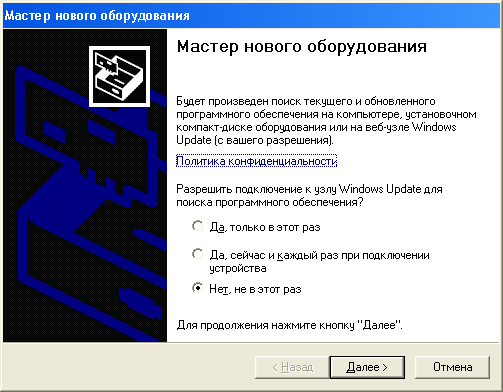 Мастер нового оборудования
Мастер нового оборудования
Будет произведен поиск текущего и обновленного
программного обеспечения на компьютере, установочном
компакт-диске оборудования или на веб-узле Windows
Update (с вашего разрешения).
Политика конфиденциальности
Разрешить подключение к узлу Windows Update для
поиска программного обеспечения?
Да, только в этот раз
Да, сейчас и каждый раз при подключении
устройства
Нет, не в этот раз
Для продолжения нажмите кнопку "Далее".
< Назад
Далее >
Отмена